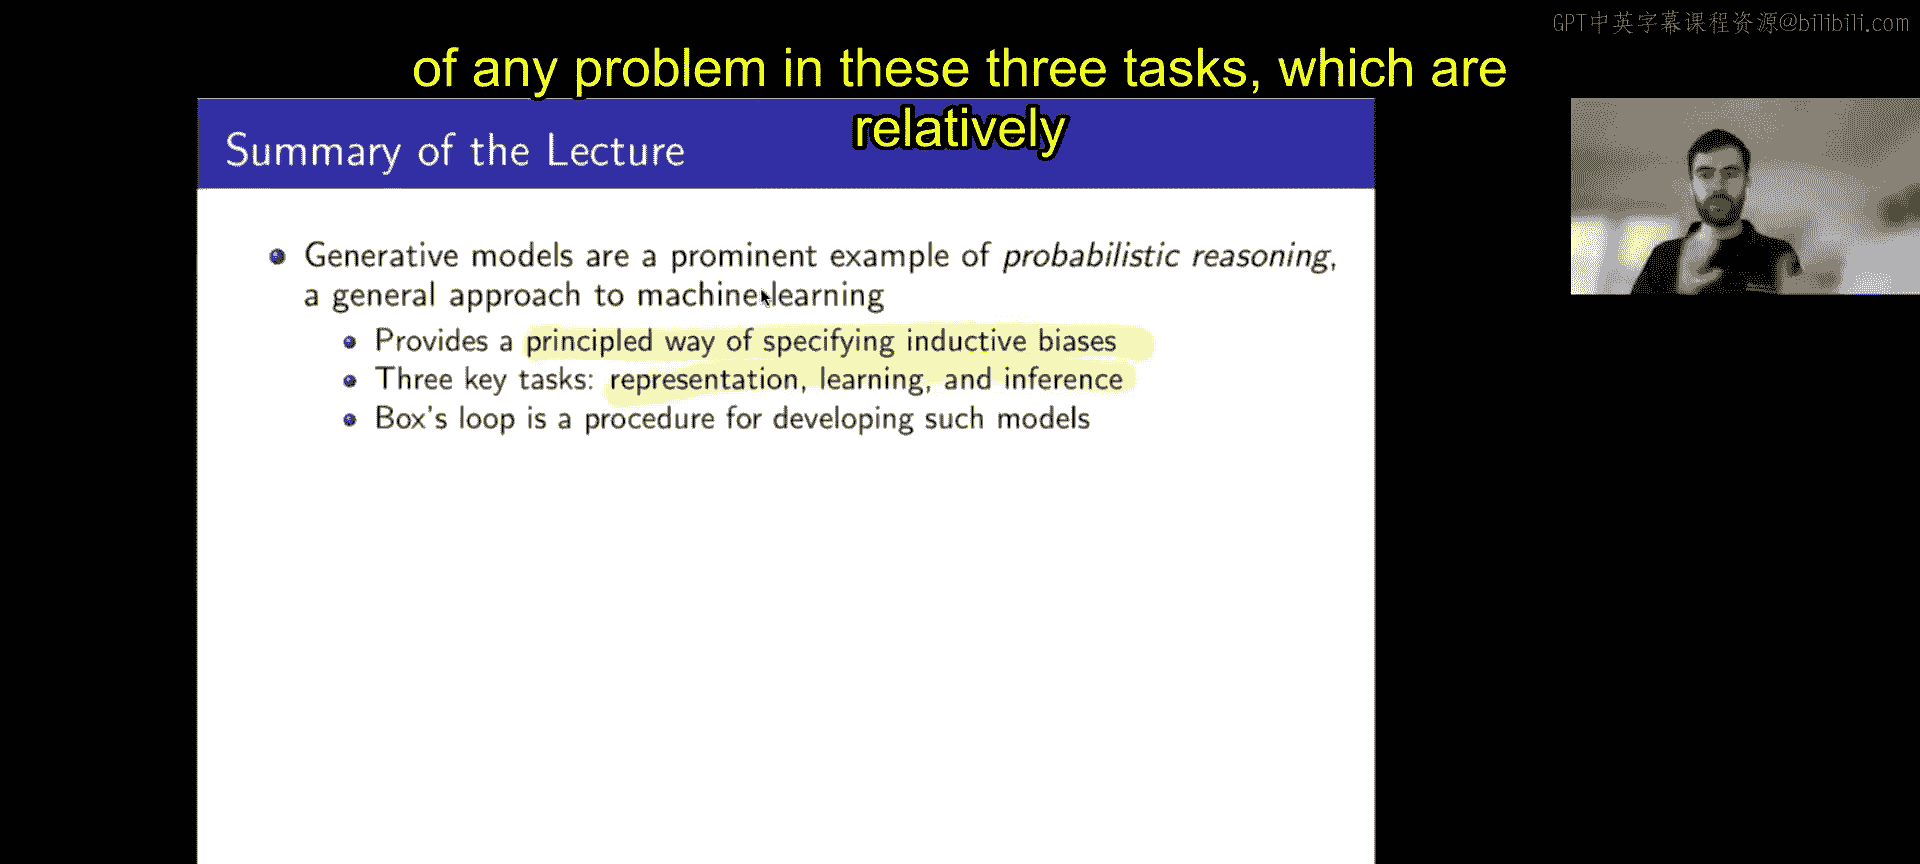 GPT中英字幕课程资源@bilibili.com
of any problem in these three tasks, which are
relatively
Summary of the Lecture
Generative models are a prominent example of probabilistic reasoning,
a general approach to machine learning
Provides a principled way of specifying inductive biases
Three key tasks: representation, learning, and inference
Box's loop is a procedure for developing such models